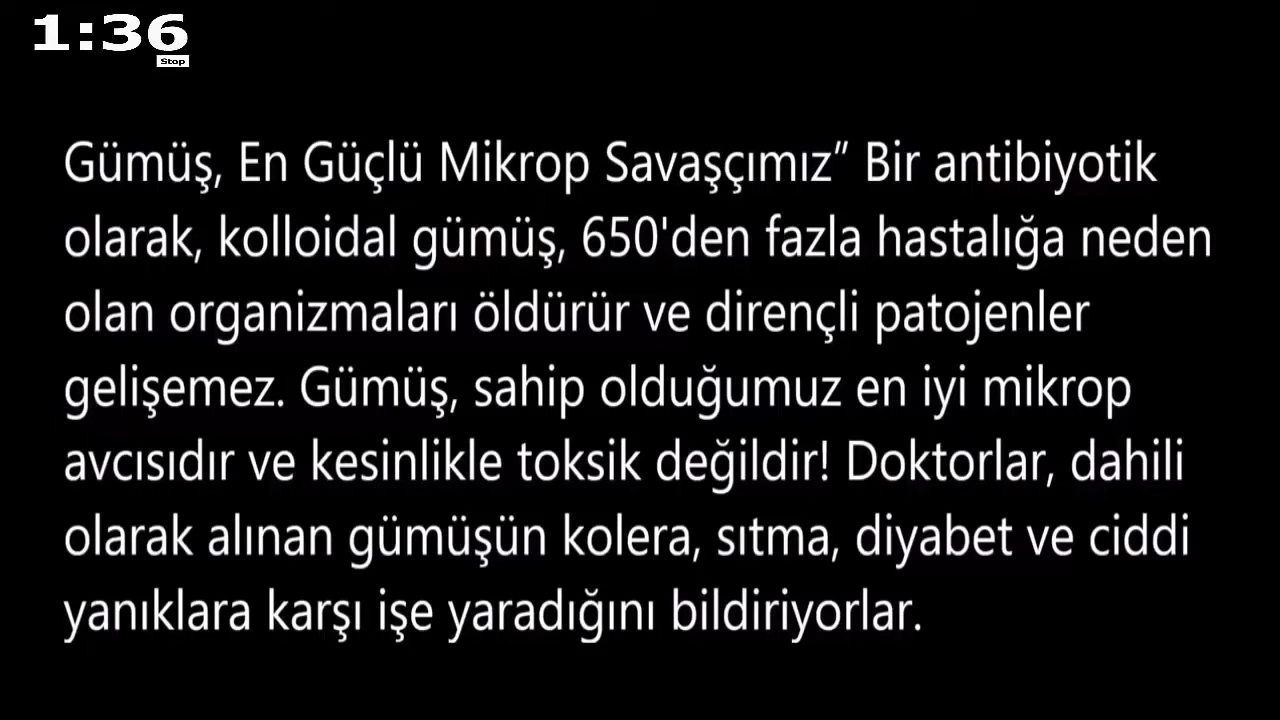 1:36
Stop
Gümüş, En Güçlü Mikrop Savaşçımız” Bir antibiyotik
olarak, kolloidal gümüş, 650'den fazla hastalığa neden
olan organizmaları öldürür ve dirençli patojenler
gelişemez. Gümüş, sahip olduğumuz en iyi mikrop
avcısıdır ve kesinlikle toksik değildir! Doktorlar, dahili
olarak alınan gümüşün kolera, sıtma, diyabet ve ciddi
yanıklara karşı işe yaradığını bildiriyorlar.